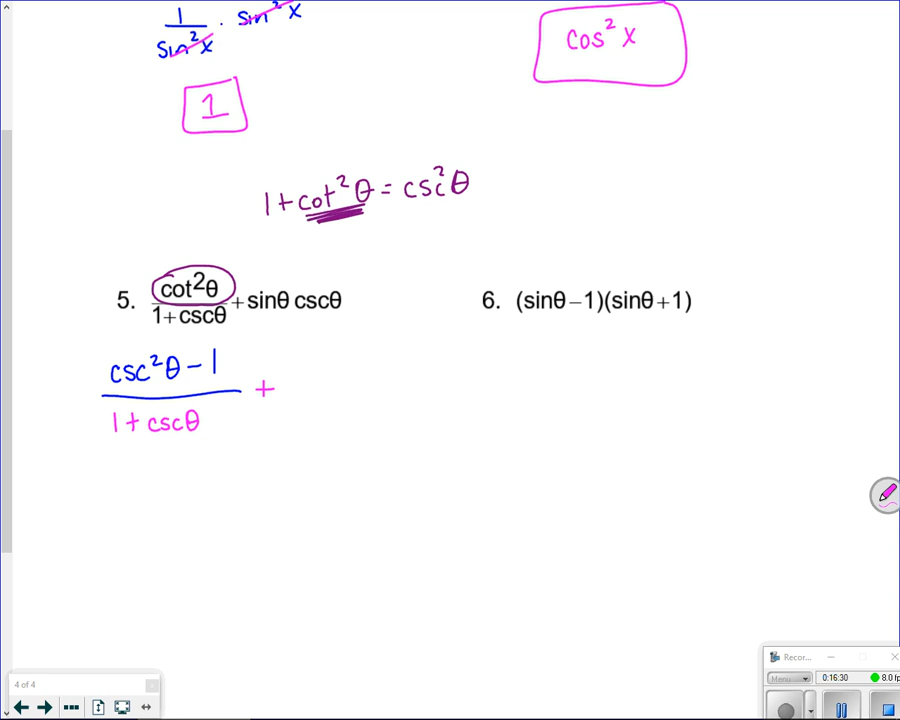 1/sin²x · sin²x
cos²x
1
1+cot²θ = csc²θ
5. cot²θ/1+cscθ + sinθ cscθ
6. (sinθ−1)(sinθ+1)
csc²θ − 1 +
1 + cscθ
4 of 4
Recor...
Menu
0:16:30
8.0 fp